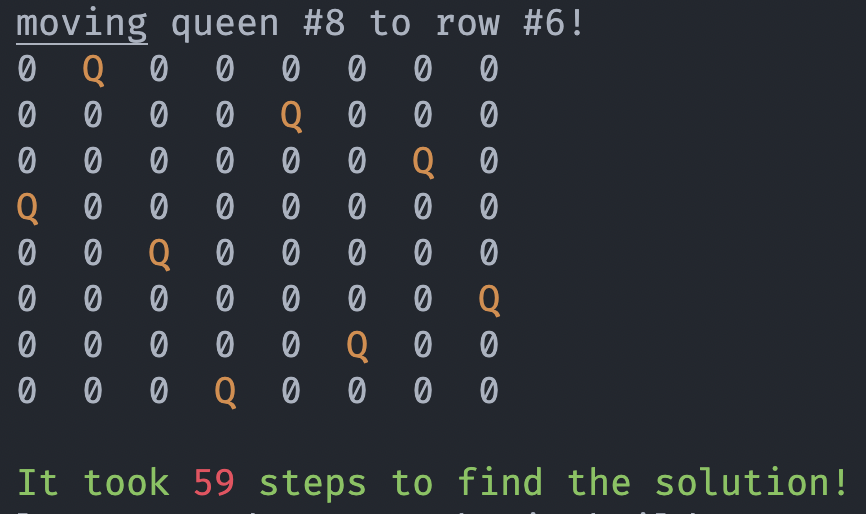 moving queen #8 to row #6!
0 Q 0 0 0 0 0 0
0 0 0 0 Q 0 0 0
0 0 0 0 0 0 Q 0
Q 0 0 0 0 0 0 0
0 0 Q 0 0 0 0 0
0 0 0 0 0 0 0 Q
0 0 0 0 0 Q 0 0
0 0 0 Q 0 0 0 0
It took 59 steps to find the solution!